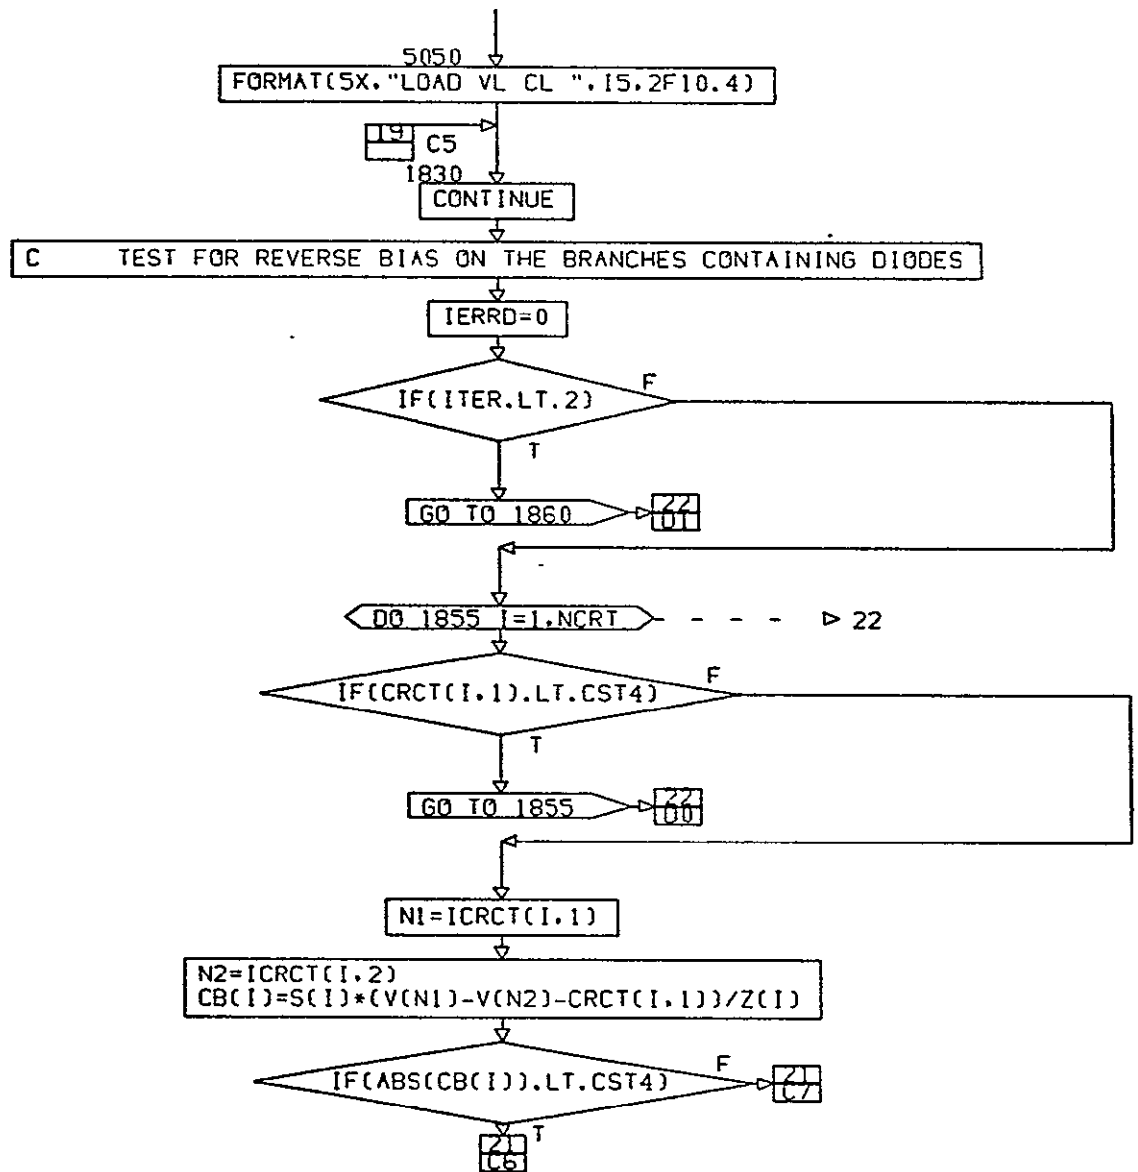 5050
FORMAT(5X,"LOAD VL CL ",I5,2F10.4)
19
C5
1830
CONTINUE
C TEST FOR REVERSE BIAS ON THE BRANCHES CONTAINING DIODES
IERRD=0
IF(ITER.LT.2)
F
T
GO TO 1860
22
D1
DO 1855 I=1,NCRT
22
IF(CRCT(I,1).LT.CST4)
F
T
GO TO 1855
22
D0
N1=ICRCT(I,1)
N2=ICRCT(I,2)
CB(I)=S(I)*(V(N1)-V(N2)-CRCT(I,1))/Z(I)
IF(ABS(CB(I)).LT.CST4)
F
21
C7
T
21
C6